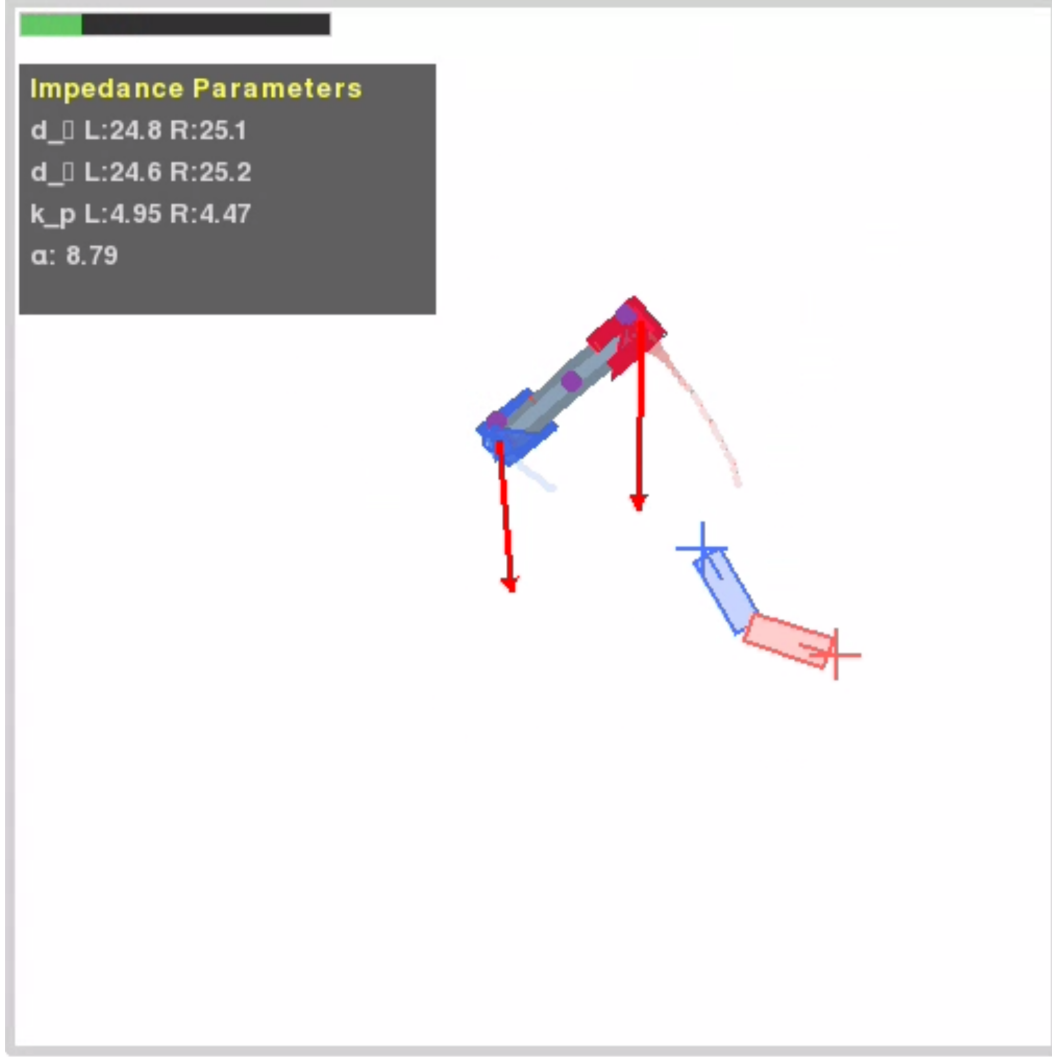 Impedance Parameters
d_▯ L:24.8 R:25.1
d_▯ L:24.6 R:25.2
k_p L:4.95 R:4.47
α: 8.79